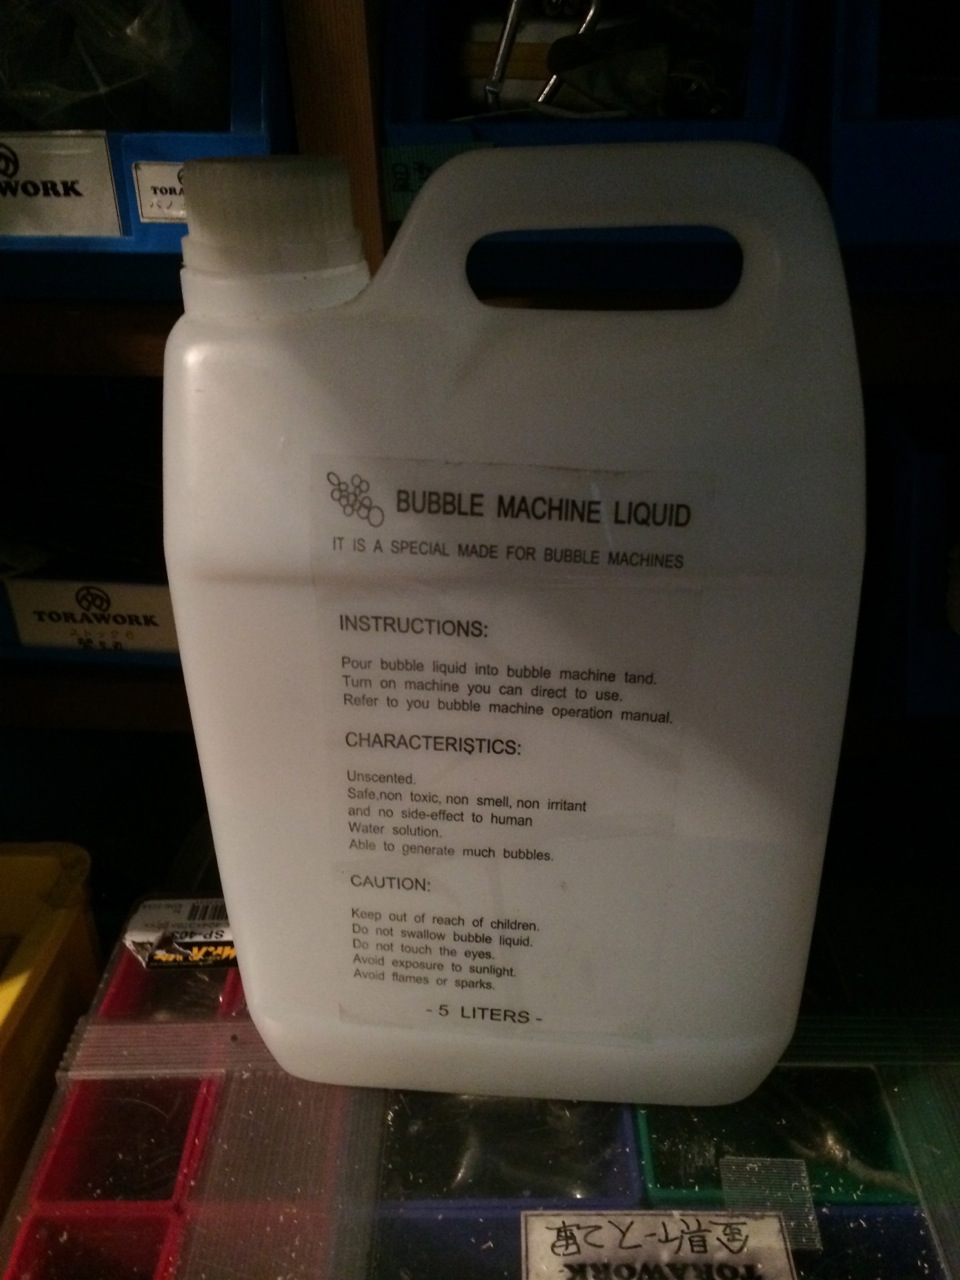 WORK
TORA
BUBBLE MACHINE LIQUID
IT IS A SPECIAL MADE FOR BUBBLE MACHINES
TORAWORK
INSTRUCTIONS:
Pour bubble liquid into bubble machine tand.
Turn on machine you can direct to use.
Refer to you bubble machine operation manual.
CHARACTERISTICS:
Unscented.
Safe,non toxic, non smell, non irritant
and no side-effect to human
Water solution.
Able to generate much bubbles.
CAUTION:
Keep out of reach of children.
Do not swallow bubble liquid.
Do not touch the eyes.
Avoid exposure to sunlight.
Avoid flames or sparks.
- 5 LITERS -
SP-403
TORAWORK